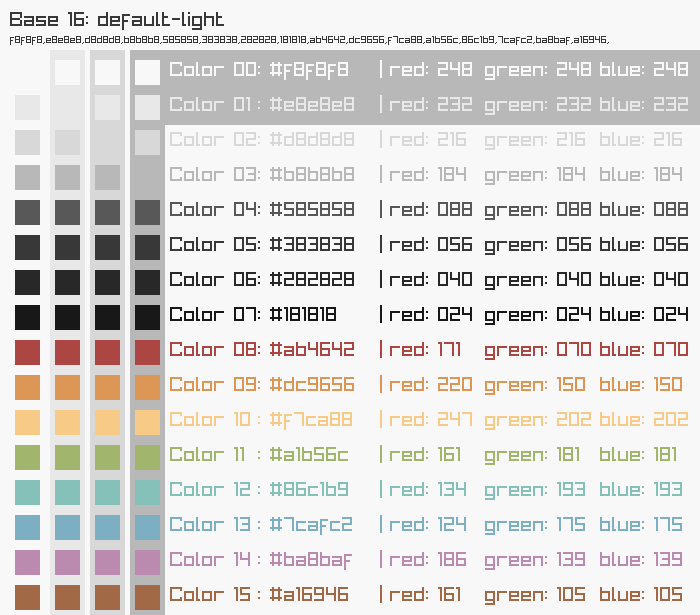 Base 16: default-light
f8f8f8,e8e8e8,d8d8d8,b8b8b8,585858,383838,282828,181818,ab4642,dc9656,f7ca88,a1b56c,86c1b9,7cafc2,ba8baf,a16946,
Color 00: #f8f8f8 | red: 248 green: 248 blue: 248
Color 01 : #e8e8e8 | red: 232 green: 232 blue: 232
Color 02: #d8d8d8 | red: 216 green: 216 blue: 216
Color 03: #b8b8b8 | red: 184 green: 184 blue: 184
Color 04: #585858 | red: 088 green: 088 blue: 088
Color 05: #383838 | red: 056 green: 056 blue: 056
Color 06: #282828 | red: 040 green: 040 blue: 040
Color 07: #181818 | red: 024 green: 024 blue: 024
Color 08: #ab4642 | red: 171 green: 070 blue: 070
Color 09: #dc9656 | red: 220 green: 150 blue: 150
Color 10 : #f7ca88 | red: 247 green: 202 blue: 202
Color 11 : #a1b56c | red: 161 green: 181 blue: 181
Color 12 : #86c1b9 | red: 134 green: 193 blue: 193
Color 13 : #7cafc2 | red: 124 green: 175 blue: 175
Color 14 : #ba8baf | red: 186 green: 139 blue: 139
Color 15 : #a16946 | red: 161 green: 105 blue: 105